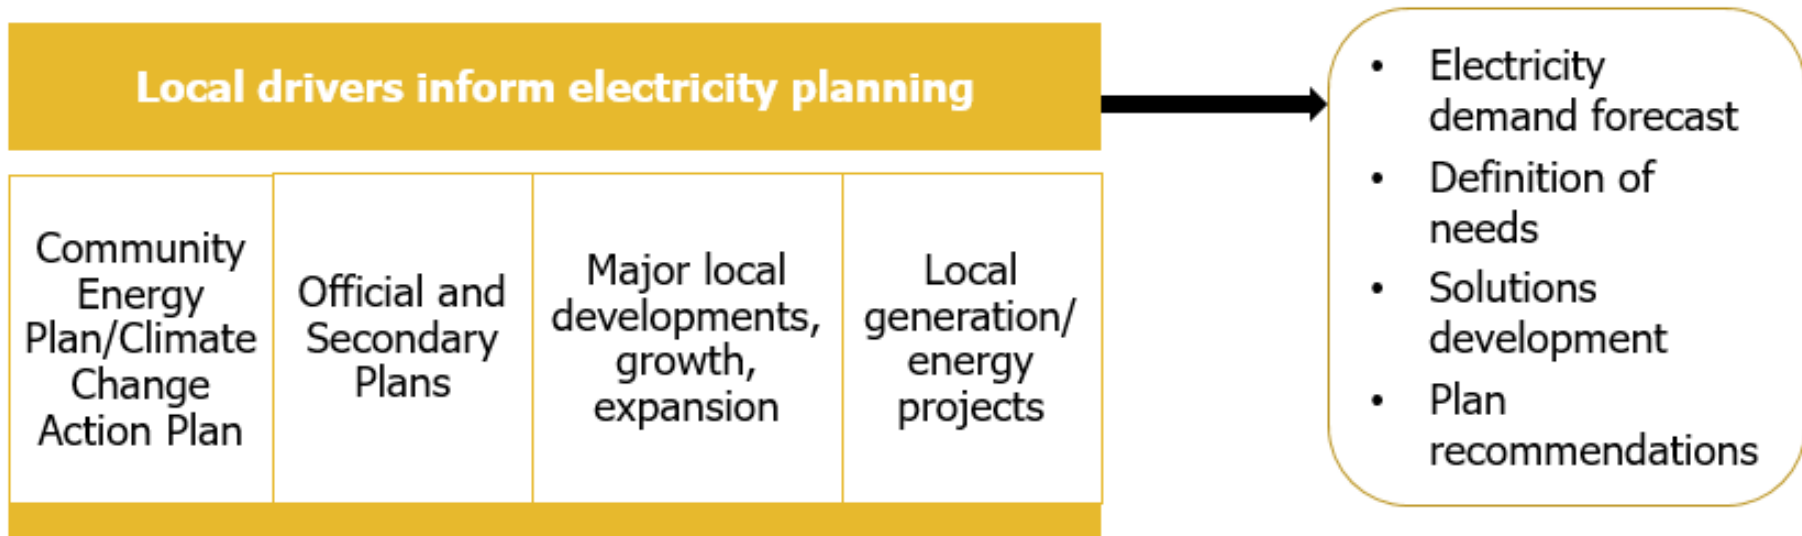 Local drivers inform electricity planning
Community
Energy
Plan/Climate
Change
Action Plan
Official and
Secondary
Plans
Major local
developments,
growth,
expansion
Local
generation/
energy
projects
• Electricity
demand forecast
• Definition of
needs
• Solutions
development
• Plan
recommendations